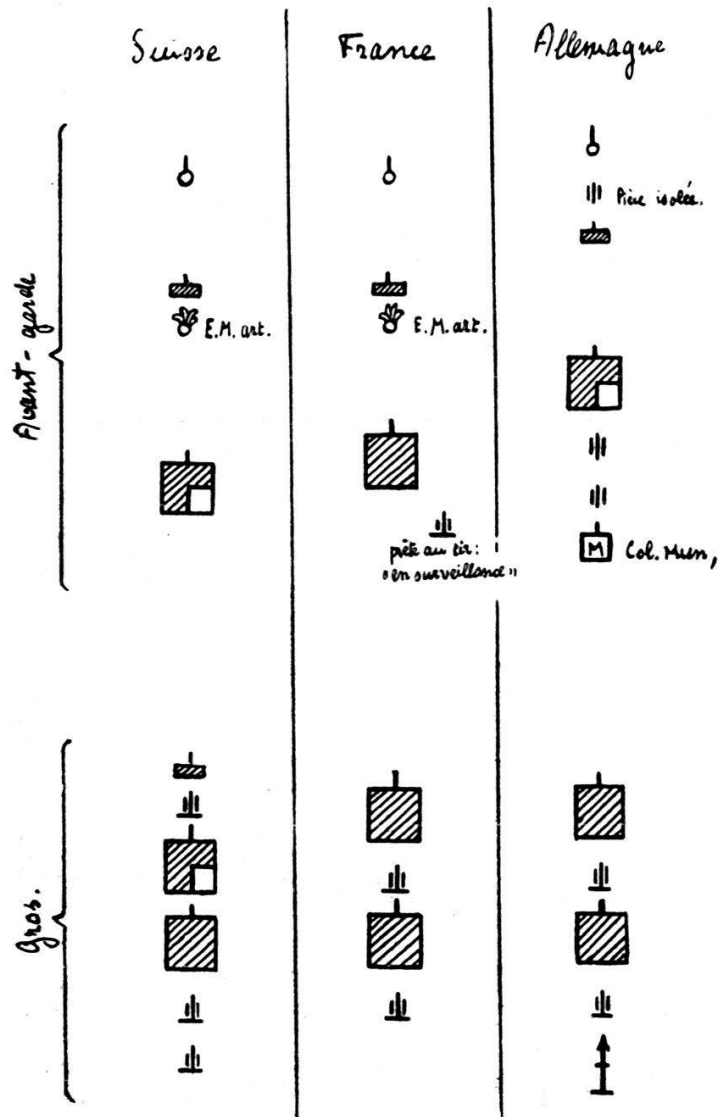 Suisse
France
Allemagne
Avant-garde
Pièce isolée.
E.M. art.
E.M. art.
prête au tir:
"en surveillance"
M
Col. Mun,
Gros.